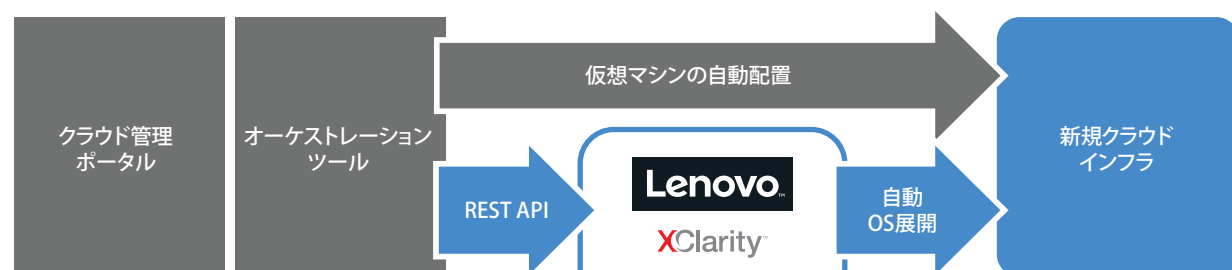 クラウド管理
ポータル
オーケストレーション
ツール
仮想マシンの自動配置
REST API
Lenovo™
XClarity™
自動
OS展開
新規クラウド
インフラ